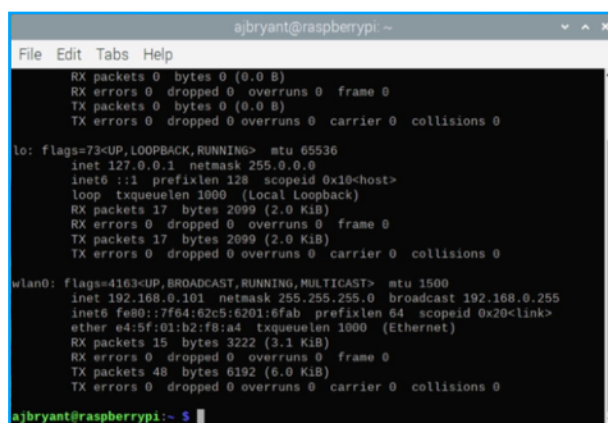 ajbryant@raspberrypi: ~
File Edit Tabs Help
RX packets 0 bytes 0 (0.0 B)
RX errors 0 dropped 0 overruns 0 frame 0
TX packets 0 bytes 0 (0.0 B)
TX errors 0 dropped 0 overruns 0 carrier 0 collisions 0
lo: flags=73<UP,LOOPBACK,RUNNING> mtu 65536
inet 127.0.0.1 netmask 255.0.0.0
inet6 ::1 prefixlen 128 scopeid 0x10<host>
loop txqueuelen 1000 (Local Loopback)
RX packets 17 bytes 2099 (2.0 KiB)
RX errors 0 dropped 0 overruns 0 frame 0
TX packets 17 bytes 2099 (2.0 KiB)
TX errors 0 dropped 0 overruns 0 carrier 0 collisions 0
wlan0: flags=4163<UP,BROADCAST,RUNNING,MULTICAST> mtu 1500
inet 192.168.0.101 netmask 255.255.255.0 broadcast 192.168.0.255
inet6 fe80::7f64:62c5:6201:6fab prefixlen 64 scopeid 0x20<link>
ether e4:5f:01:b2:f8:a4 txqueuelen 1000 (Ethernet)
RX packets 15 bytes 3222 (3.1 KiB)
RX errors 0 dropped 0 overruns 0 frame 0
TX packets 48 bytes 6192 (6.0 KiB)
TX errors 0 dropped 0 overruns 0 carrier 0 collisions 0
ajbryant@raspberrypi:~ $